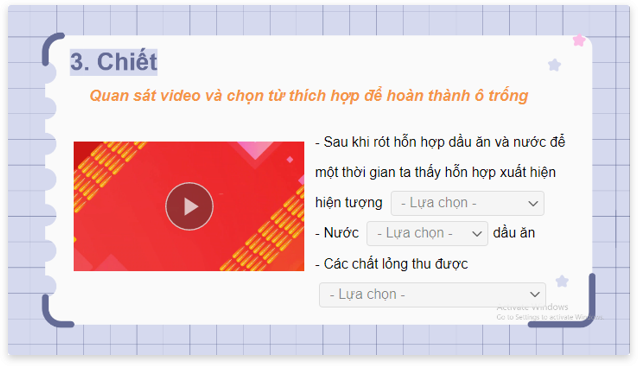 3. Chiết
Quan sát video và chọn từ thích hợp để hoàn thành ô trống
- Sau khi rót hỗn hợp dầu ăn và nước để
một thời gian ta thấy hỗn hợp xuất hiện
hiện tượng - Lựa chọn -
- Nước - Lựa chọn - dầu ăn
- Các chất lỏng thu được
- Lựa chọn -
Activate Windows
Go to Settings to activate Windows.